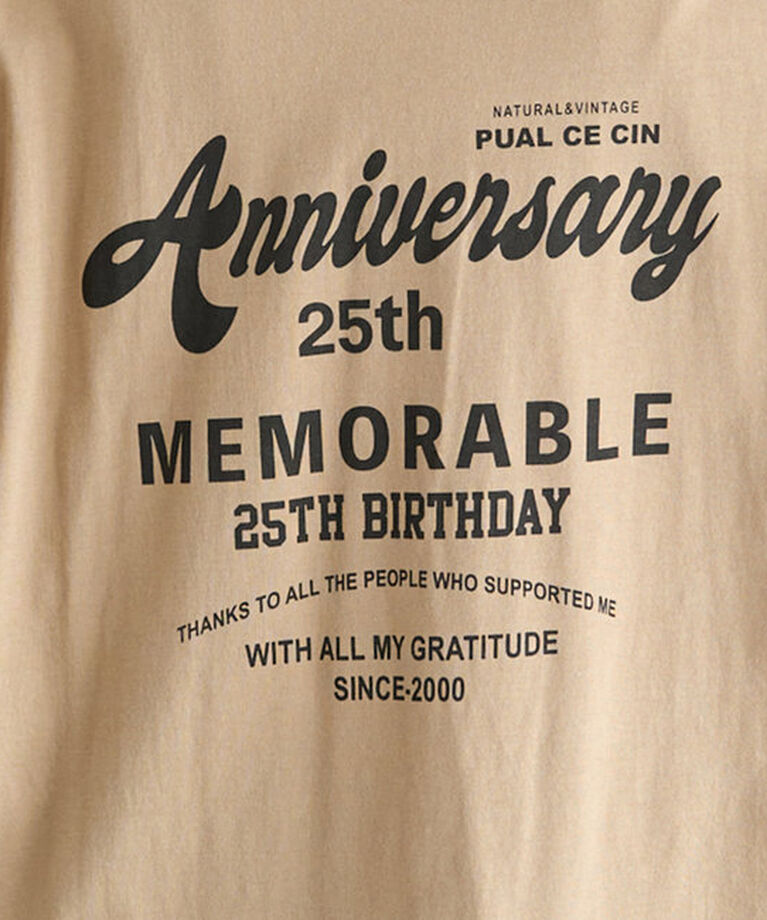 NATURAL&VINTAGE
PUAL CE CIN
Anniversary
25th
MEMORABLE
25TH BIRTHDAY
THANKS TO ALL THE PEOPLE WHO SUPPORTED ME
WITH ALL MY GRATITUDE
SINCE-2000